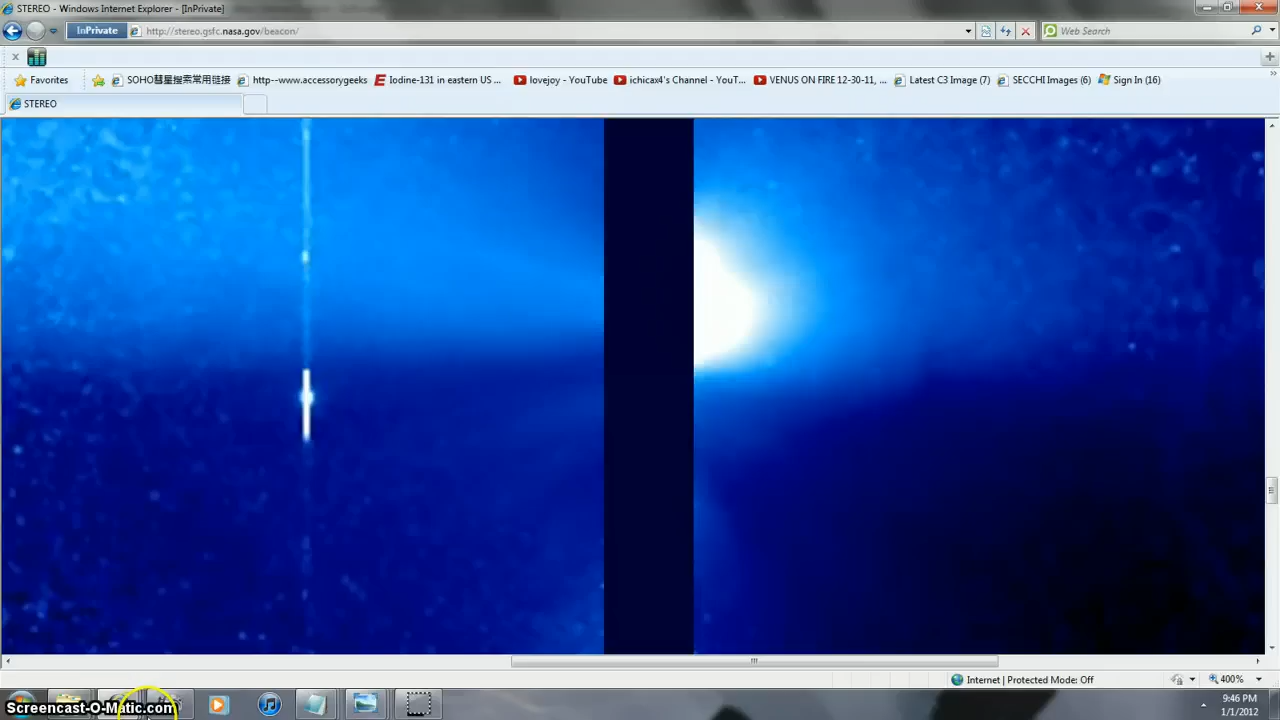 STEREO - Windows Internet Explorer - [InPrivate]
InPrivate http://stereo.gsfc.nasa.gov/beacon/ Web Search
Favorites SOHO彗星搜索常用链接 http--www.accessorygeeks Iodine-131 in eastern US ... lovejoy - YouTube ichicax4's Channel - YouT... VENUS ON FIRE 12-30-11, ... Latest C3 Image (7) SECCHI Images (6) Sign In (16)
STEREO
Internet | Protected Mode: Off 400%
Screencast-O-Matic.com
9:46 PM
1/1/2012